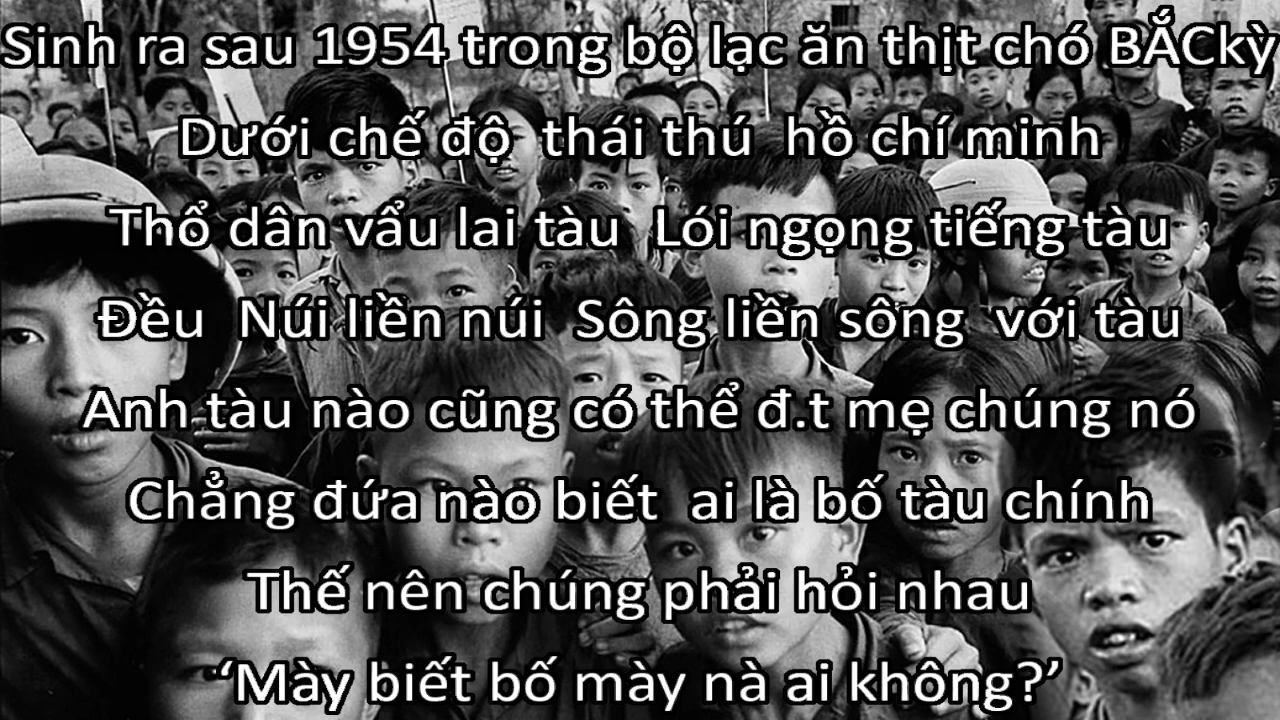 Sinh ra sau 1954 trong bộ lạc ăn thịt chó BẮCkỳ
Dưới chế độ thái thú hồ chí minh
Thổ dân vẩu lai tàu Lói ngọng tiếng tàu
Đều Núi liền núi Sông liền sông với tàu
Anh tàu nào cũng có thể đ.t mẹ chúng nó
Chẳng đứa nào biết ai là bố tàu chính
Thế nên chúng phải hỏi nhau
‘Mày biết bố mày nà ai không?’